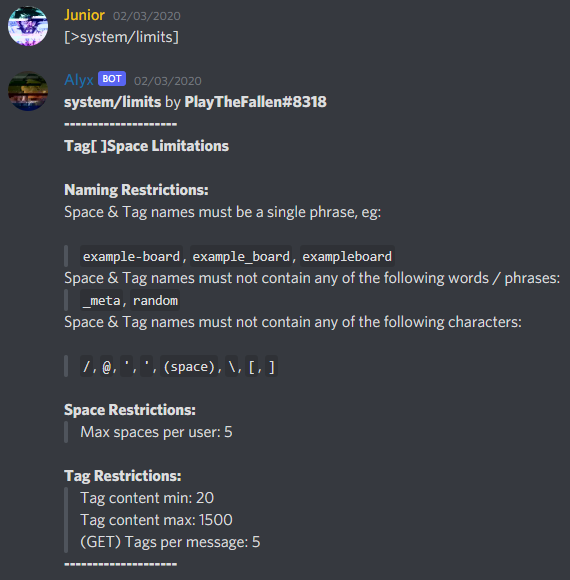 Junior 02/03/2020
[>system/limits]
Alyx BOT 02/03/2020
system/limits by PlayTheFallen#8318
--------------------
Tag[ ]Space Limitations
Naming Restrictions:
Space & Tag names must be a single phrase, eg:
example-board, example_board, exampleboard
Space & Tag names must not contain any of the following words / phrases:
_meta, random
Space & Tag names must not contain any of the following characters:
/, @, ', ', (space), \, [, ]
Space Restrictions:
Max spaces per user: 5
Tag Restrictions:
Tag content min: 20
Tag content max: 1500
(GET) Tags per message: 5
--------------------